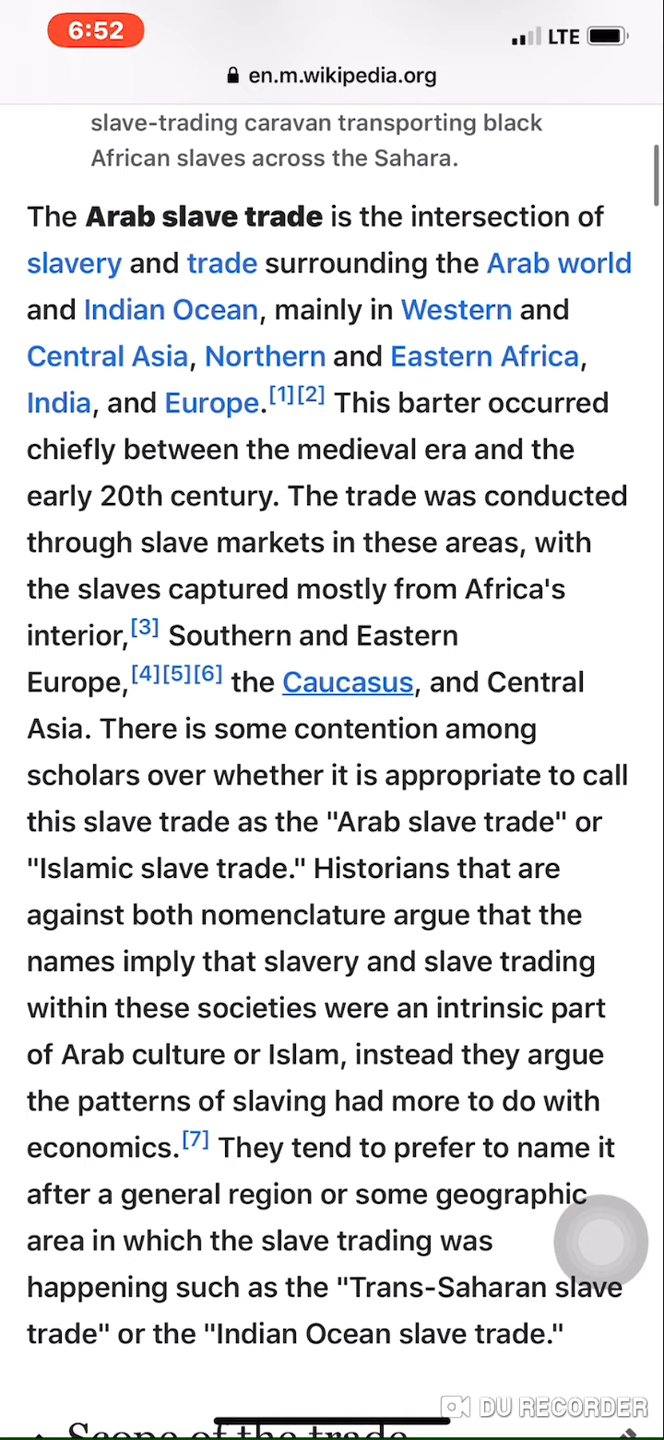 6:52
LTE
en.m.wikipedia.org
slave-trading caravan transporting black
African slaves across the Sahara.
The Arab slave trade is the intersection of
slavery and trade surrounding the Arab world
and Indian Ocean, mainly in Western and
Central Asia, Northern and Eastern Africa,
India, and Europe.[1][2] This barter occurred
chiefly between the medieval era and the
early 20th century. The trade was conducted
through slave markets in these areas, with
the slaves captured mostly from Africa's
interior,[3] Southern and Eastern
Europe,[4][5][6] the Caucasus, and Central
Asia. There is some contention among
scholars over whether it is appropriate to call
this slave trade as the "Arab slave trade" or
"Islamic slave trade." Historians that are
against both nomenclature argue that the
names imply that slavery and slave trading
within these societies were an intrinsic part
of Arab culture or Islam, instead they argue
the patterns of slaving had more to do with
economics.[7] They tend to prefer to name it
after a general region or some geographic
area in which the slave trading was
happening such as the "Trans-Saharan slave
trade" or the "Indian Ocean slave trade."
DU RECORDER
Scope of the trade